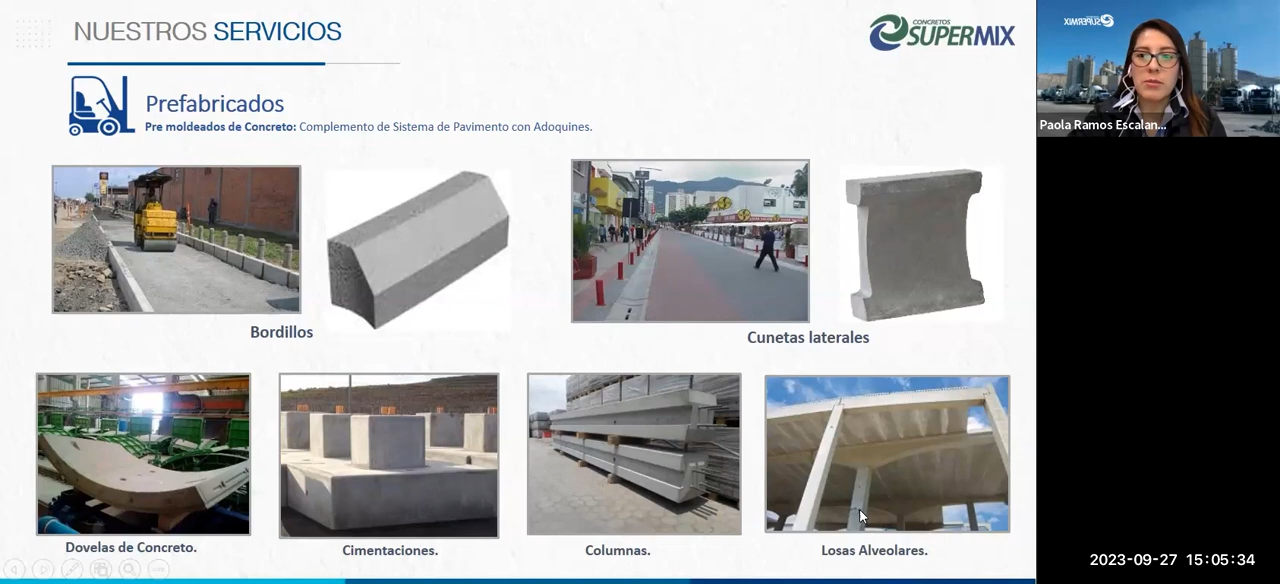 NUESTROS SERVICIOS
CONCRETOS
SUPERMIX
Prefabricados
Pre moldeados de Concreto: Complemento de Sistema de Pavimento con Adoquines.
Bordillos
Cunetas laterales
Dovelas de Concreto.
Cimentaciones.
Columnas.
Losas Alveolares.
SUPERMIX
Paola Ramos Escalan...
2023-09-27 15:05:34